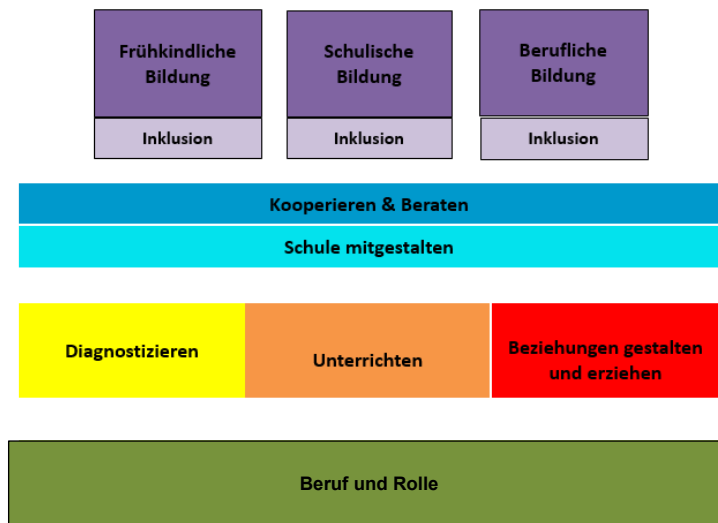 Frühkindliche
Bildung
Inklusion
Schulische
Bildung
Inklusion
Berufliche
Bildung
Inklusion
Kooperieren & Beraten
Schule mitgestalten
Diagnostizieren
Unterrichten
Beziehungen gestalten
und erziehen
Beruf und Rolle